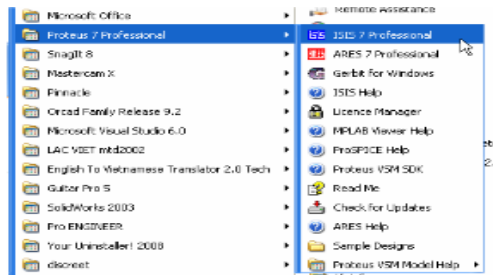 Microsoft Office
Proteus 7 Professional
SnagIt 8
Mastercam X
Pinnacle
Orcad Family Release 9.2
Microsoft Visual Studio 6.0
LAC VIET mtd2002
English To Vietnamese Translator 2.0 Tech
Guitar Pro 5
SolidWorks 2003
Pro ENGINEER
Your Uninstaller! 2008
discreet
Remote Assistance
ISIS 7 Professional
ARES 7 Professional
Gerbit for Windows
ISIS Help
Licence Manager
MPLAB Viewer Help
ProSPICE Help
Proteus VSM SDK
Read Me
Check for Updates
ARES Help
Sample Designs
Proteus VSM Model Help